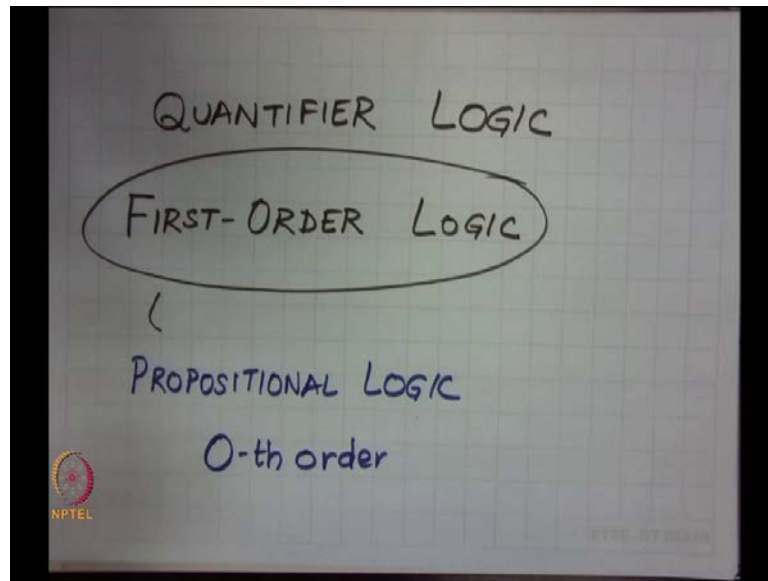 QUANTIFIER LOGIC
FIRST-ORDER LOGIC
(
PROPOSITIONAL LOGIC
0-th order
NPTEL